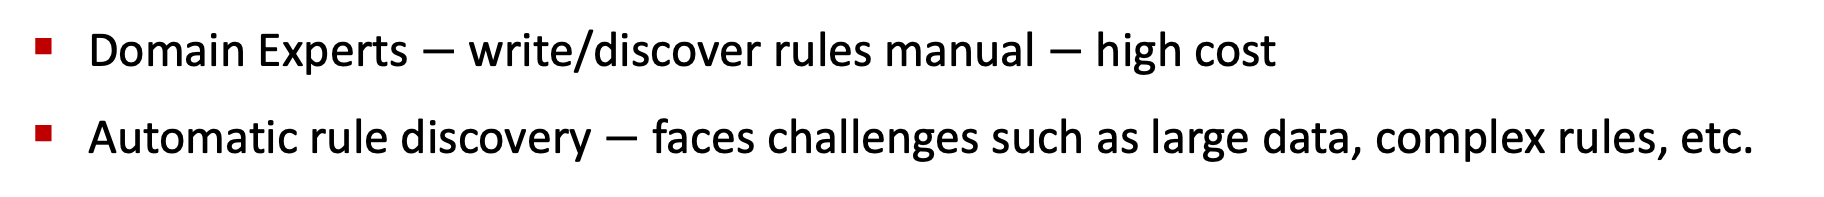 ▪ Domain Experts — write/discover rules manual — high cost
▪ Automatic rule discovery — faces challenges such as large data, complex rules, etc.